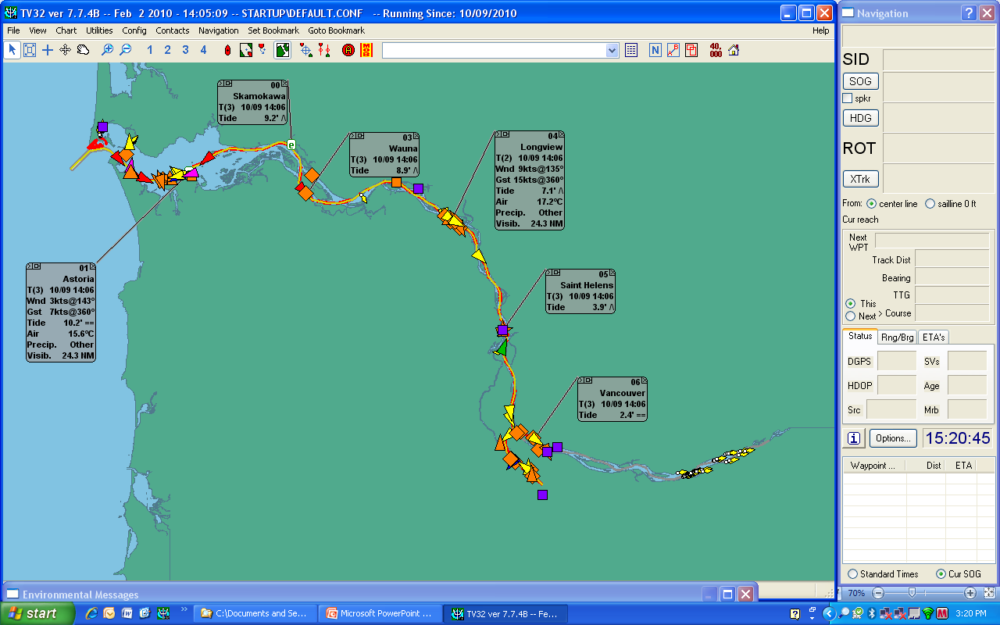 TV32 ver 7.7.4B -- Feb 2 2010 - 14:05:09 -- STARTUP\DEFAULT.CONF -- Running Since: 10/09/2010
File View Chart Utilities Config Contacts Navigation Set Bookmark Goto Bookmark Help
1 2 3 4 A MOB N 40,000
00
Skamokawa
T(3) 10/09 14:06
Tide 9.2' /\
e
03
Wauna
T(3) 10/09 14:06
Tide 8.9' /\
04
Longview
T(2) 10/09 14:06
Wnd 9kts@135º
Gst 15kts@360º
Tide 7.1' /\
Air 17.2ºC
Precip. Other
Visib. 24.3 NM
01
Astoria
T(3) 10/09 14:06
Wnd 3kts@143º
Gst 7kts@360º
Tide 10.2' ==
Air 15.6ºC
Precip. Other
Visib. 24.3 NM
05
Saint Helens
T(3) 10/09 14:06
Tide 3.9' /\
06
Vancouver
T(3) 10/09 14:06
Tide 2.4' ==
Navigation
SID
SOG
spkr
HDG
ROT
XTrk
From: center line sailline 0 ft
Cur reach
Next
WPT
Track Dist
Bearing
TTG
This
Next > Course
Status Rng/Brg ETA's
DGPS SVs
HDOP Age
Src Mrb
i Options... 15:20:45
Waypoint ... Dist ETA
Standard Times Cur SOG
70%
Environmental Messages
start C:\Documents and Se... Microsoft PowerPoint ... TV32 ver 7.7.4B -- Fe... 3:20 PM